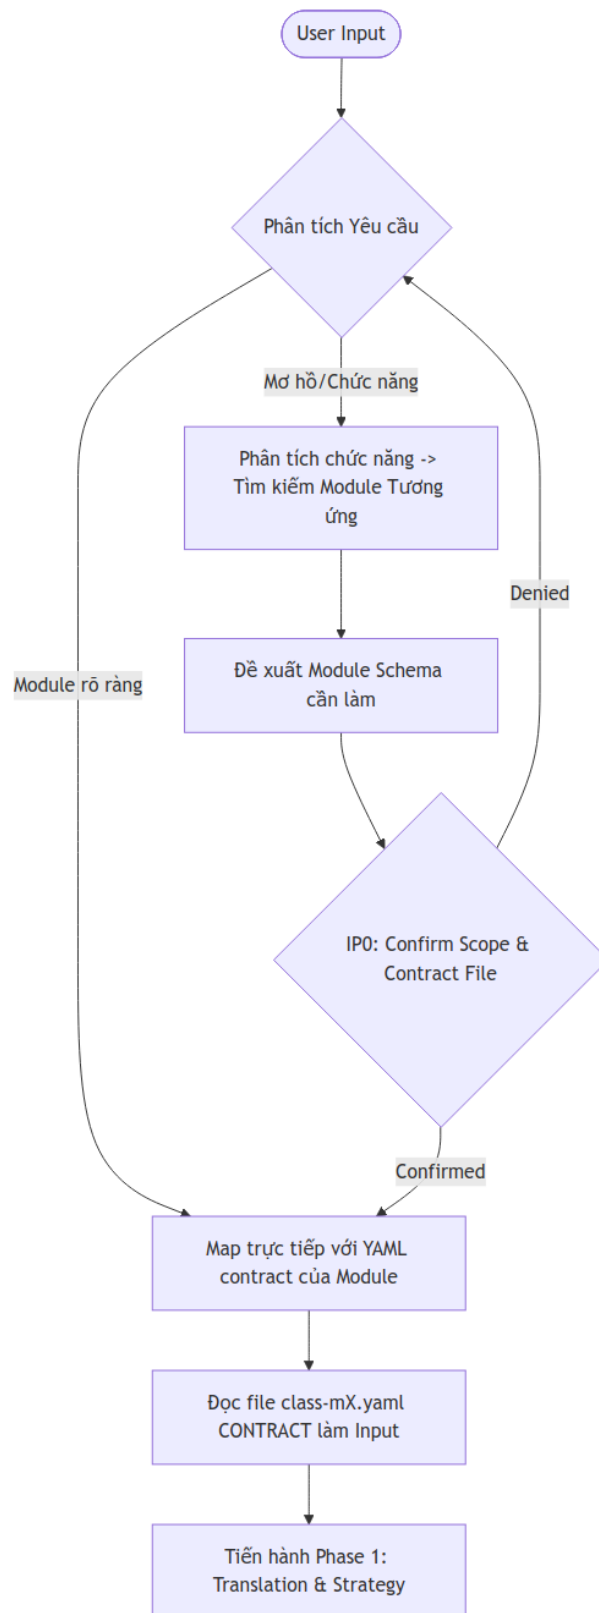 User Input
Phân tích Yêu cầu
Mơ hồ/Chức năng
Phân tích chức năng ->
Tìm kiếm Module Tương
ứng
Denied
Module rõ ràng
Đề xuất Module Schema
cần làm
IP0: Confirm Scope &
Contract File
Confirmed
Map trực tiếp với YAML
contract của Module
Đọc file class-mX.yaml
CONTRACT làm Input
Tiến hành Phase 1:
Translation & Strategy